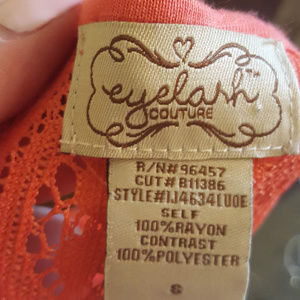 eyelash
COUTURE
R/N# 96457
CUT# B11386
STYLE#1J4634LUOE
SELF
100%RAYON
CONTRAST
100%POLYESTER
S